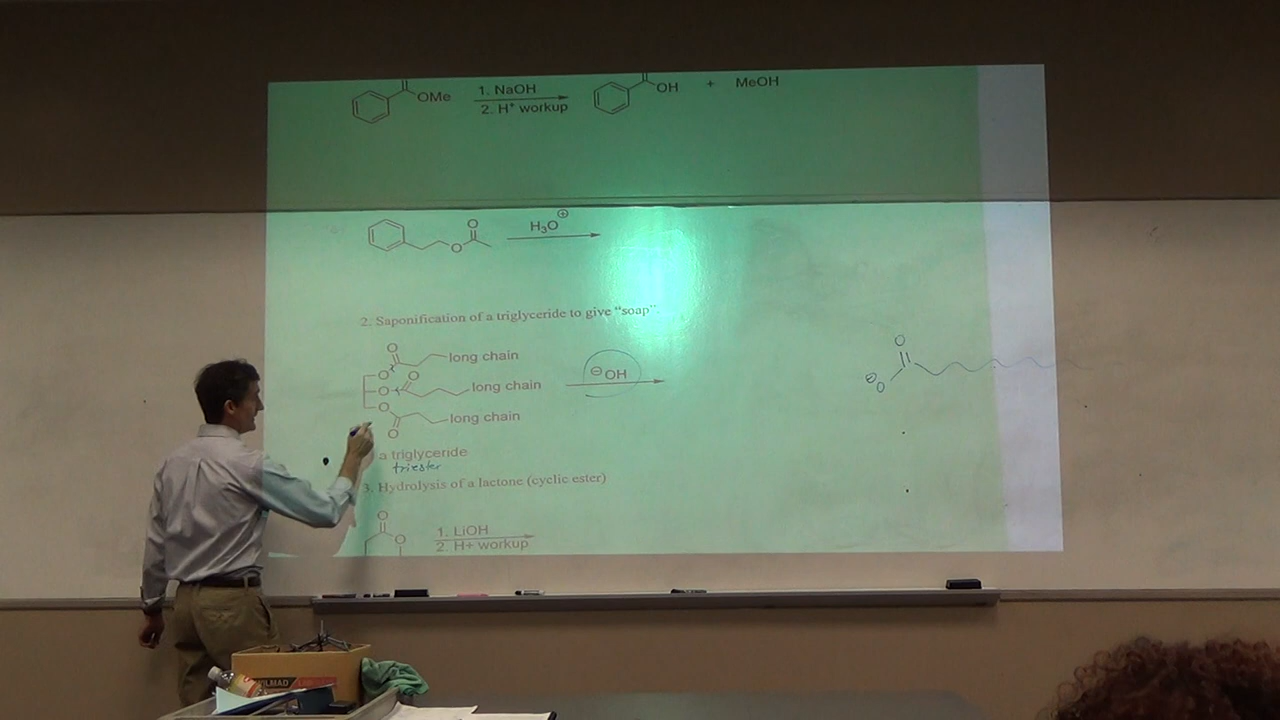 OMe 1. NaOH OH + MeOH
2. H⁺ workup
O H₃O⊕
O
2. Saponification of a triglyceride to give “soap”
O long chain
O O long chain ⊖OH
O
O long chain
O
O
⊖O
a triglyceride
triester
3. Hydrolysis of a lactone (cyclic ester)
O
O 1. LiOH
2. H+ workup